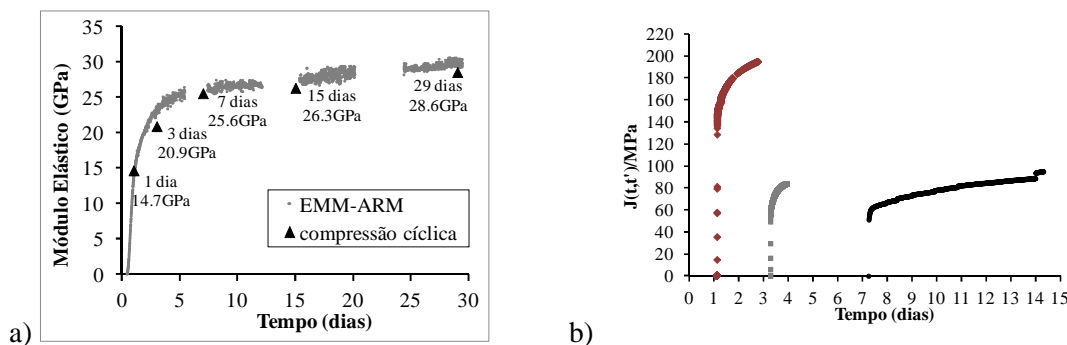 a)
Módulo Elástico (GPa)
35
30
25
20
15
10
5
0
1 dia
14.7GPa
3 dias
20.9GPa
7 dias
25.6GPa
15 dias
26.3GPa
29 dias
28.6GPa
EMM-ARM
compressão cíclica
0 5 10 15 20 25 30
Tempo (dias)
b)
J(t,t')/MPa
220
200
180
160
140
120
100
80
60
40
20
0
0 1 2 3 4 5 6 7 8 9 10 11 12 13 14 15
Tempo (dias)